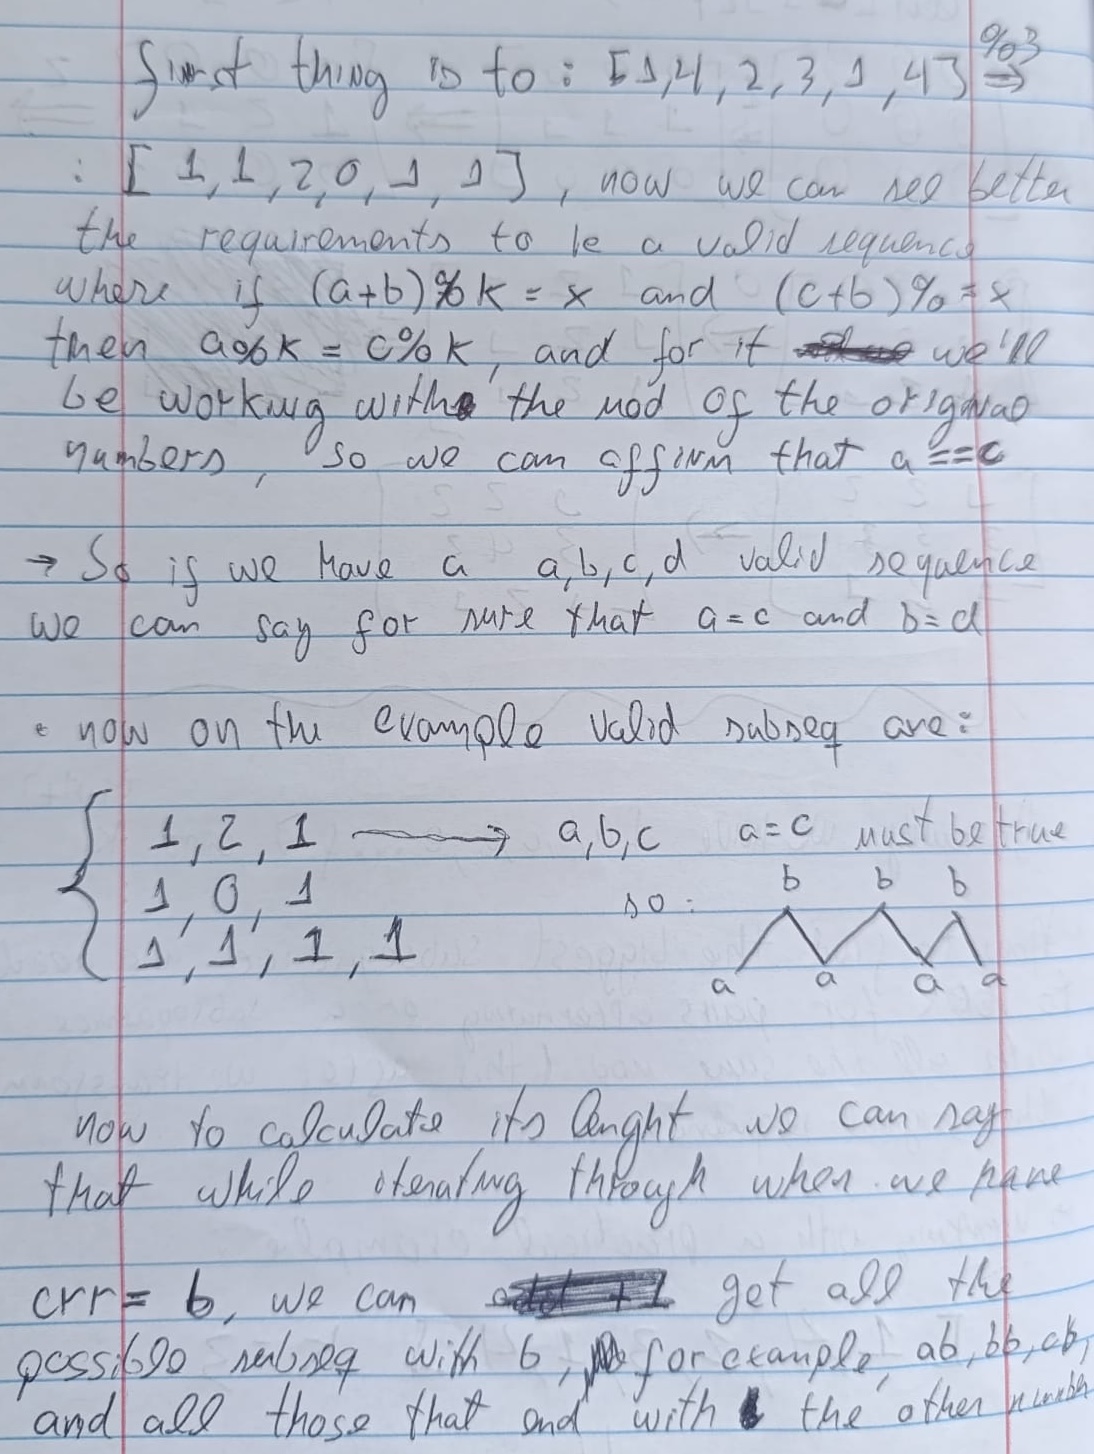 first thing is to : [1,4,2,3,1,4] %3 ⇒
: [ 1,1,2,0,1,1] , now we can see better
the requirements to be a valid sequence
where if (a+b)%k = x and (c+b)%=x
then a%k = c%k, and for it we'll
be working with the mod of the original
numbers, so we can affirm that a==c
→ So if we have a a,b,c,d valid sequence
we can say for sure that a=c and b=d
• now on the example valid subseq are:
1,2,1 → a,b,c a=c must be true
b b b
1,0,1 so:
1,1,1,1
a a a a
now to calculate its lenght we can say
that while iterating through when we have
crr= b, we can get all the
possible subseq with b, for example, ab,bb,cb,
and all those that end with the other number